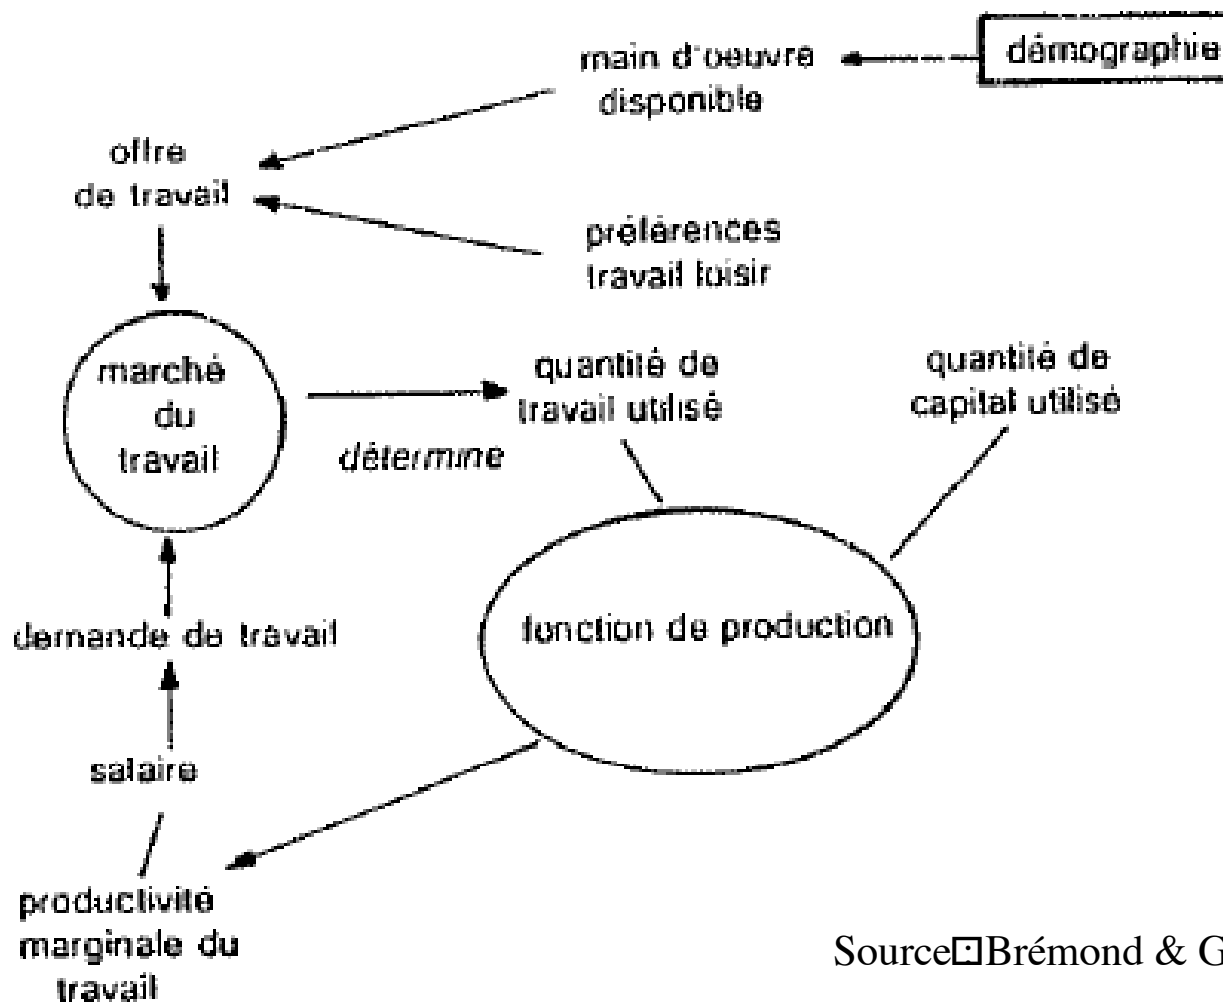 démographie
main d'oeuvre
disponible
offre
de travail
préférences
travail loisir
marché
du
travail
détermine
quantité de
travail utilisé
quantité de
capital utilisé
demande de travail
fonction de production
salaire
productivité
marginale du
travail
Source Brémond & G